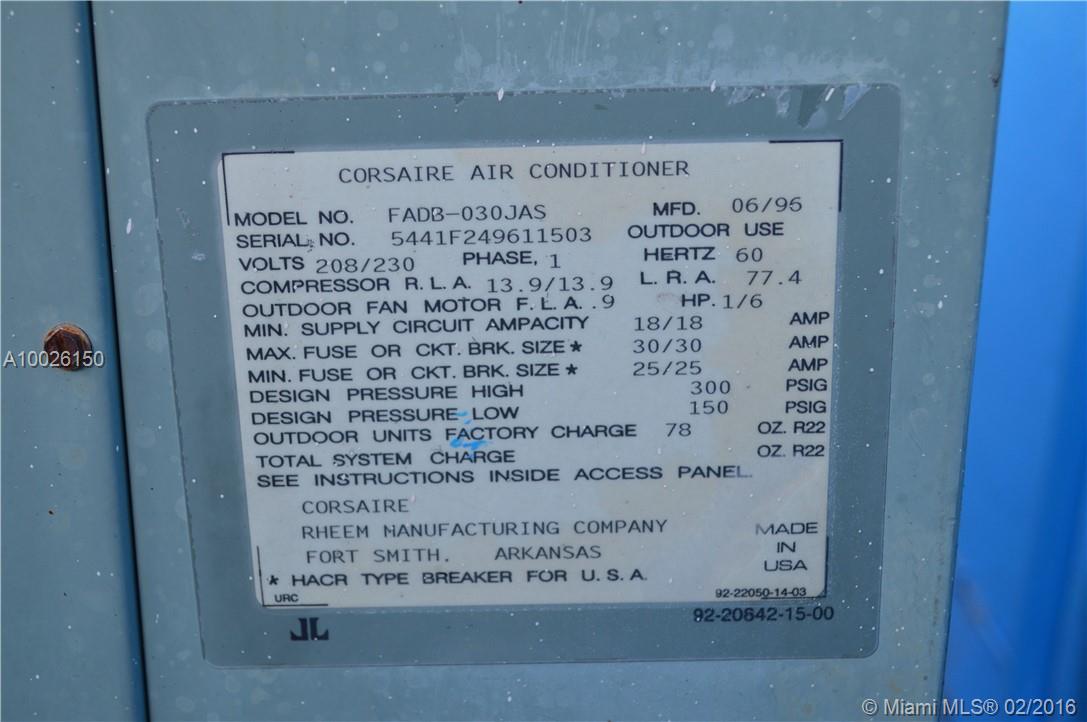 CORSAIRE AIR CONDITIONER
MODEL NO. FADB-030JAS MFD. 06/96
SERIAL NO. 5441F249611503 OUTDOOR USE
VOLTS 208/230 PHASE, 1 HERTZ 60
COMPRESSOR R.L.A. 13.9/13.9 L.R.A. 77.4
OUTDOOR FAN MOTOR F.L.A. .9 HP. 1/6
MIN. SUPPLY CIRCUIT AMPACITY 18/18 AMP
MAX. FUSE OR CKT. BRK. SIZE* 30/30 AMP
MIN. FUSE OR CKT. BRK. SIZE* 25/25 AMP
DESIGN PRESSURE HIGH 300 PSIG
DESIGN PRESSURE LOW 150 PSIG
OUTDOOR UNITS FACTORY CHARGE 78 OZ. R22
TOTAL SYSTEM CHARGE OZ. R22
SEE INSTRUCTIONS INSIDE ACCESS PANEL.
CORSAIRE
RHEEM MANUFACTURING COMPANY
FORT SMITH. ARKANSAS
MADE
IN
USA
* HACR TYPE BREAKER FOR U.S.A.
URC 92-22050-14-03
92-20642-15-00
JL
A10026150
© Miami MLS® 02/2016